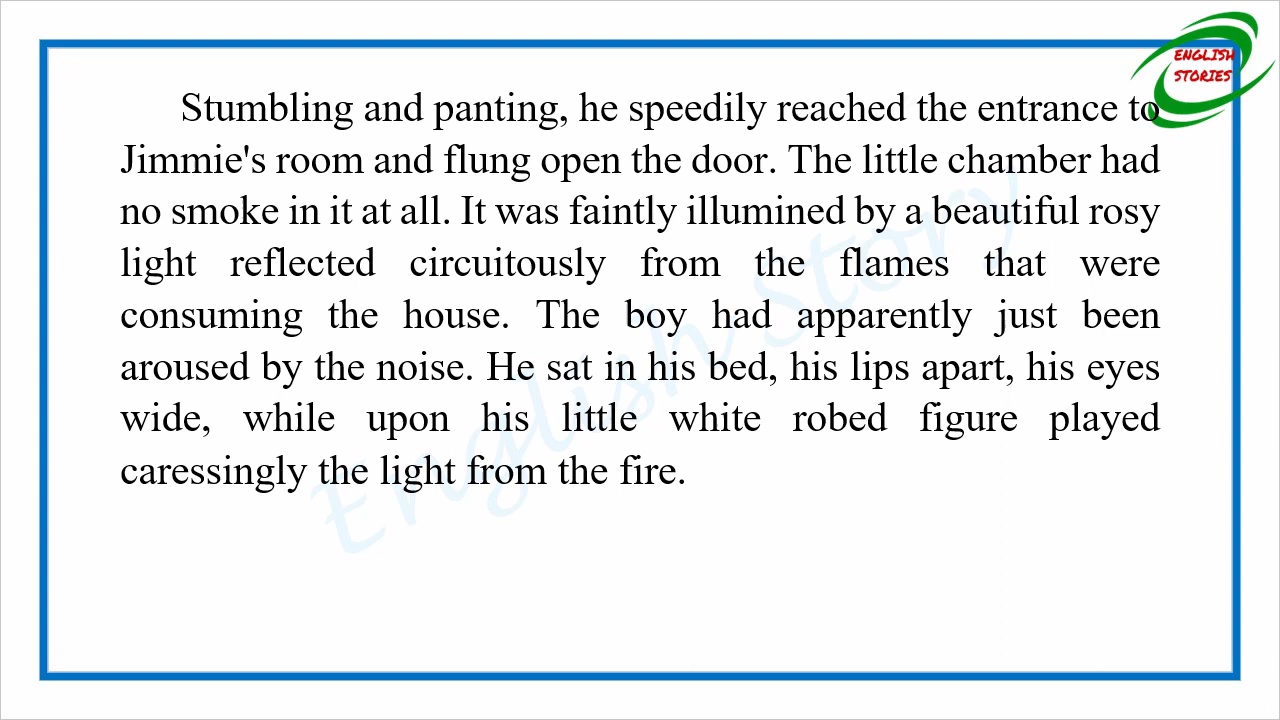 ENGLISH
STORIES
Stumbling and panting, he speedily reached the entrance to
Jimmie's room and flung open the door. The little chamber had
no smoke in it at all. It was faintly illumined by a beautiful rosy
light reflected circuitously from the flames that were
consuming the house. The boy had apparently just been
aroused by the noise. He sat in his bed, his lips apart, his eyes
wide, while upon his little white robed figure played
caressingly the light from the fire.
English Story